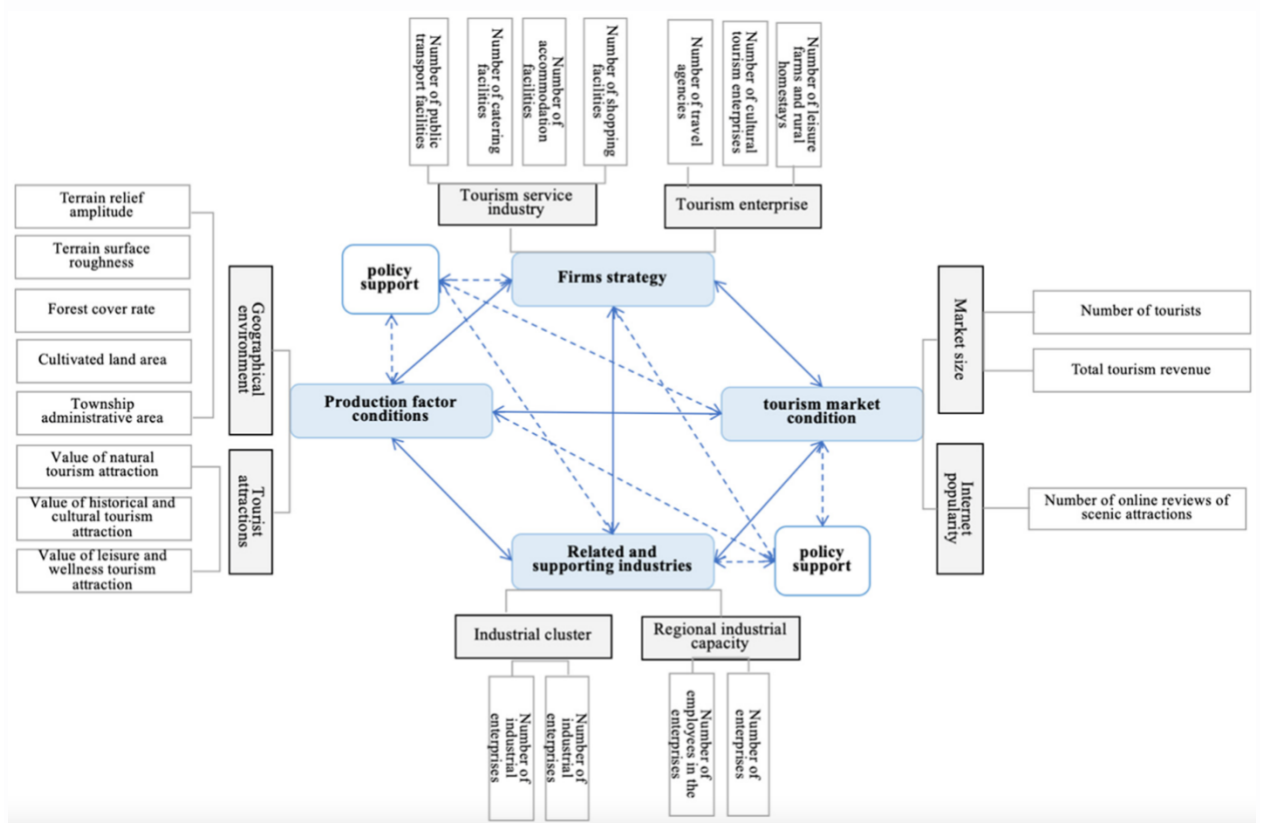 Number of public
transport facilities
Number of catering
facilities
Number of
accommodation
facilities
Number of shopping
facilities
Number of travel
agencies
Number of cultural
tourism enterprises
Number of leisure
farms and rural
homestays
Tourism service
industry
Tourism enterprise
Terrain relief
amplitude
Terrain surface
roughness
Forest cover rate
Cultivated land area
Township
administrative area
Value of natural
tourism attraction
Value of historical and
cultural tourism
attraction
Value of leisure and
wellness tourism
attraction
Geographical
environment
Tourist
attractions
policy
support
Firms strategy
Production factor
conditions
tourism market
condition
Related and
supporting industries
policy
support
Market size
Internet
popularity
Number of tourists
Total tourism revenue
Number of online reviews of
scenic attractions
Industrial cluster
Regional industrial
capacity
Number of
industrial
enterprises
Number of
industrial
enterprises
Number of
employees in the
enterprises
Number of
enterprises